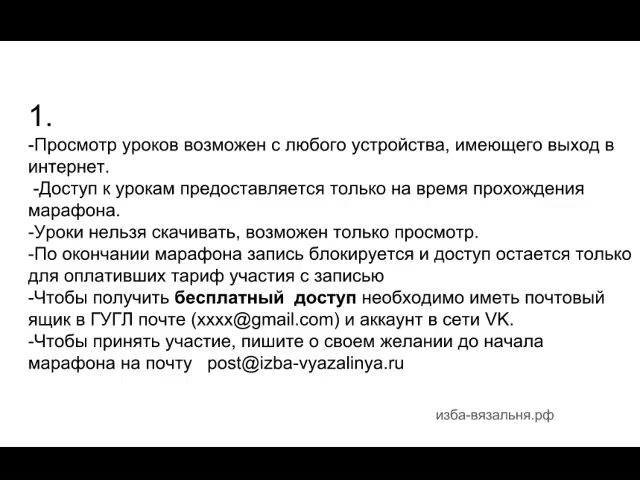 1.
-Просмотр уроков возможен с любого устройства, имеющего выход в
интернет.
-Доступ к урокам предоставляется только на время прохождения
марафона.
-Уроки нельзя скачивать, возможен только просмотр.
-По окончании марафона запись блокируется и доступ остается только
для оплативших тариф участия с записью
-Чтобы получить бесплатный  доступ необходимо иметь почтовый
ящик в ГУГЛ почте (xxxx@gmail.com) и аккаунт в сети VK.
-Чтобы принять участие, пишите о своем желании до начала
марафона на почту   post@izba-vyazalinya.ru
изба-вязальня.рф